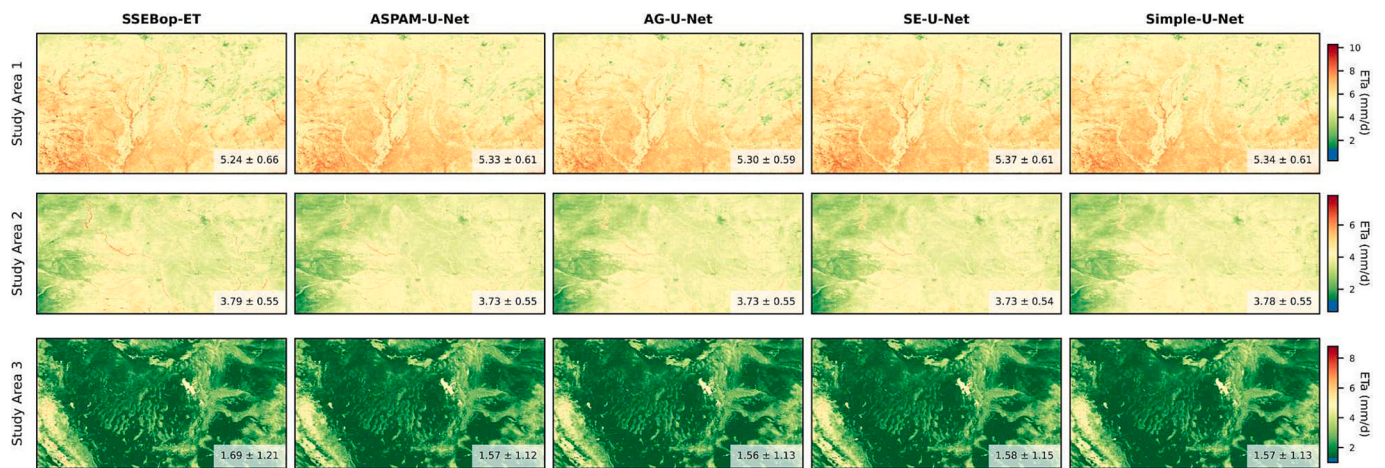 SSEBop-ET ASPAM-U-Net AG-U-Net SE-U-Net Simple-U-Net
Study Area 1
5.24 ± 0.66 5.33 ± 0.61 5.30 ± 0.59 5.37 ± 0.61 5.34 ± 0.61
10
8
6
4
2
ETa (mm/d)
Study Area 2
3.79 ± 0.55 3.73 ± 0.55 3.73 ± 0.55 3.73 ± 0.54 3.78 ± 0.55
6
4
2
ETa (mm/d)
Study Area 3
1.69 ± 1.21 1.57 ± 1.12 1.56 ± 1.13 1.58 ± 1.15 1.57 ± 1.13
8
6
4
2
ETa (mm/d)